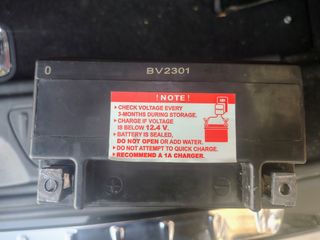 0 BV2301
! NOTE !
▸ CHECK VOLTAGE EVERY
3-MONTHS DURING STORAGE.
▸ CHARGE IF VOLTAGE
IS BELOW 12.4 V.
▸ BATTERY IS SEALED,
DO NOT OPEN OR ADD WATER.
▸ DO NOT ATTEMPT TO QUICK CHARGE.
▸ RECOMMEND A 1A CHARGER.
+ −